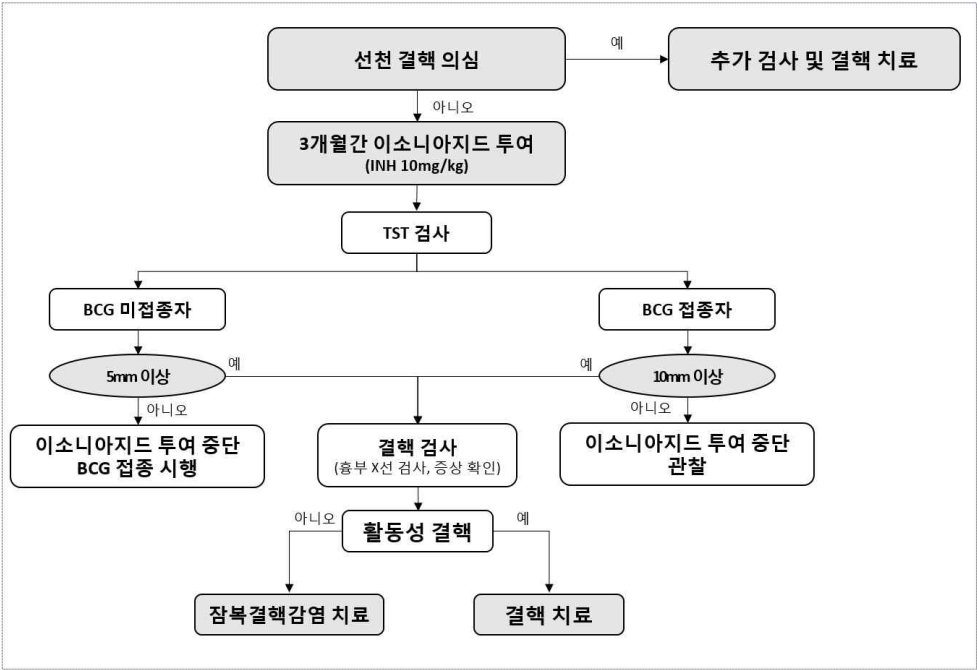 선천 결핵 의심
예
추가 검사 및 결핵 치료
아니오
3개월간 이소니아지드 투여
(INH 10mg/kg)
TST 검사
BCG 미접종자
BCG 접종자
5mm 이상
예
예
10mm 이상
아니오
아니오
이소니아지드 투여 중단
BCG 접종 시행
결핵 검사
(흉부 X선 검사, 증상 확인)
이소니아지드 투여 중단
관찰
아니오
활동성 결핵
예
잠복결핵감염 치료
결핵 치료